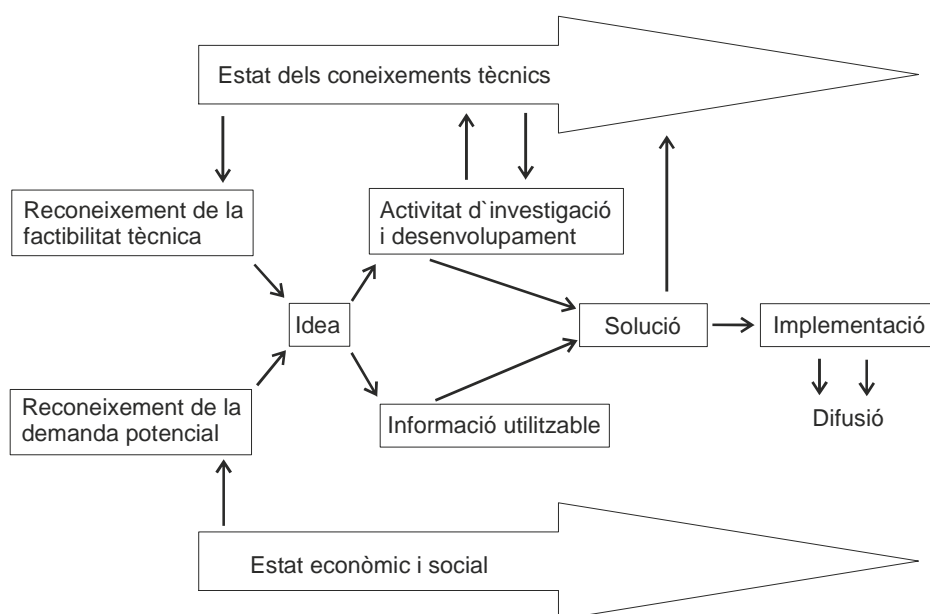 Estat dels coneixements tècnics
Reconeixement de la
factibilitat tècnica
Activitat d`investigació
i desenvolupament
Idea
Solució
Implementació
Reconeixement de la
demanda potencial
Informació utilitzable
Difusió
Estat econòmic i social